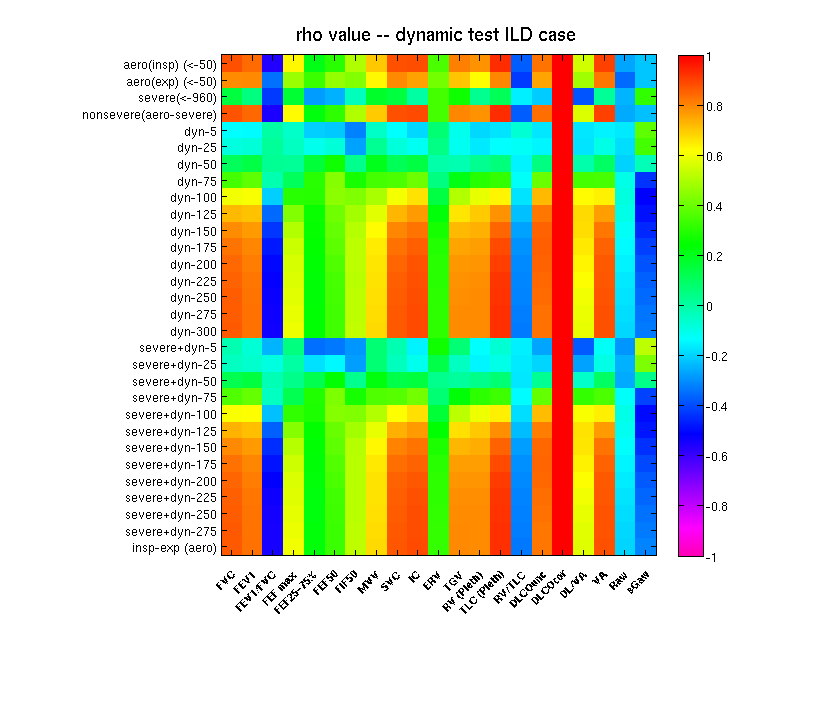 rho value -- dynamic test ILD case
aero(insp) (<-50)
aero(exp) (<-50)
severe(<-960)
nonsevere(aero-severe)
dyn-5
dyn-25
dyn-50
dyn-75
dyn-100
dyn-125
dyn-150
dyn-175
dyn-200
dyn-225
dyn-250
dyn-275
dyn-300
severe+dyn-5
severe+dyn-25
severe+dyn-50
severe+dyn-75
severe+dyn-100
severe+dyn-125
severe+dyn-150
severe+dyn-175
severe+dyn-200
severe+dyn-225
severe+dyn-250
severe+dyn-275
insp-exp (aero)
FVC
FEV1
FEV1/FVC
FEF max
FEF25-75%
FEF50
FIF50
MVV
SVC
IC
ERV
TGV
RV (Pleth)
TLC (Pleth)
RV/TLC
DLCOunc
DLCOcor
DL/VA
VA
Raw
sGaw
1
0.8
0.6
0.4
0.2
0
-0.2
-0.4
-0.6
-0.8
-1